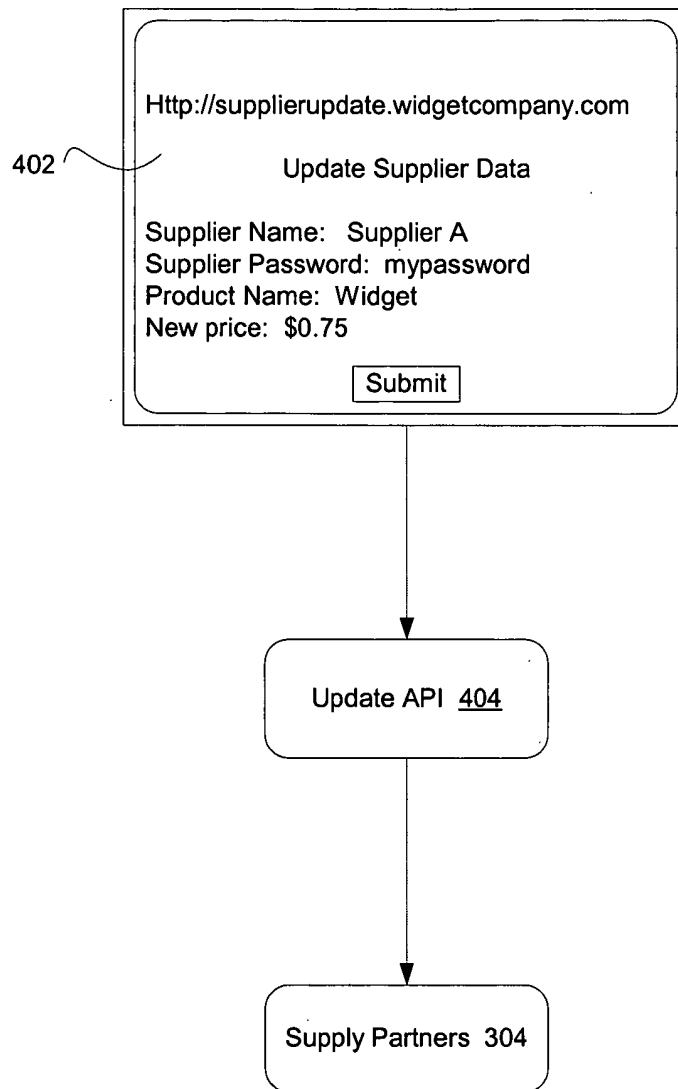 Http://supplierupdate.widgetcompany.com
402
Update Supplier Data
Supplier Name: Supplier A
Supplier Password: mypassword
Product Name: Widget
New price: $0.75
Submit
Update API 404
Supply Partners 304